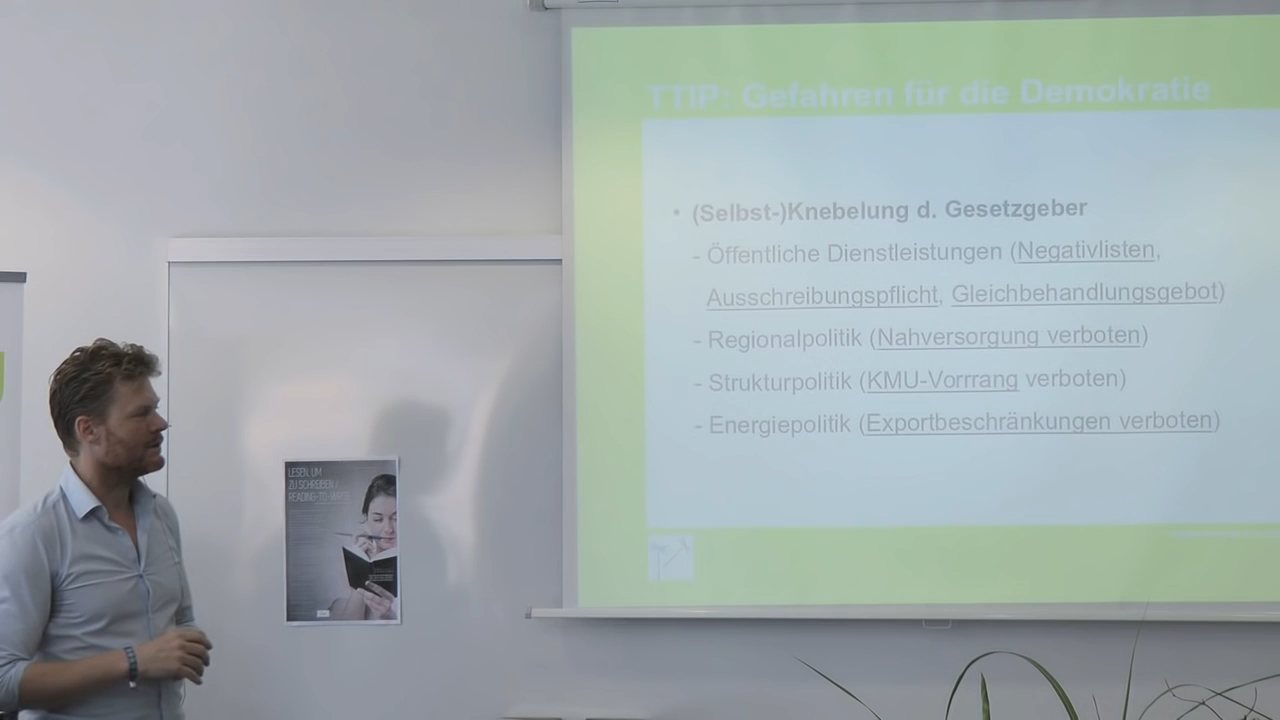 TTIP: Gefahren für die Demokratie
• (Selbst-)Knebelung d. Gesetzgeber
- Öffentliche Dienstleistungen (Negativlisten,
Ausschreibungspflicht, Gleichbehandlungsgebot)
- Regionalpolitik (Nahversorgung verboten)
- Strukturpolitik (KMU-Vorrrang verboten)
- Energiepolitik (Exportbeschränkungen verboten)
LESEN, UM
ZU SCHREIBEN /
READING-TO-WRITE